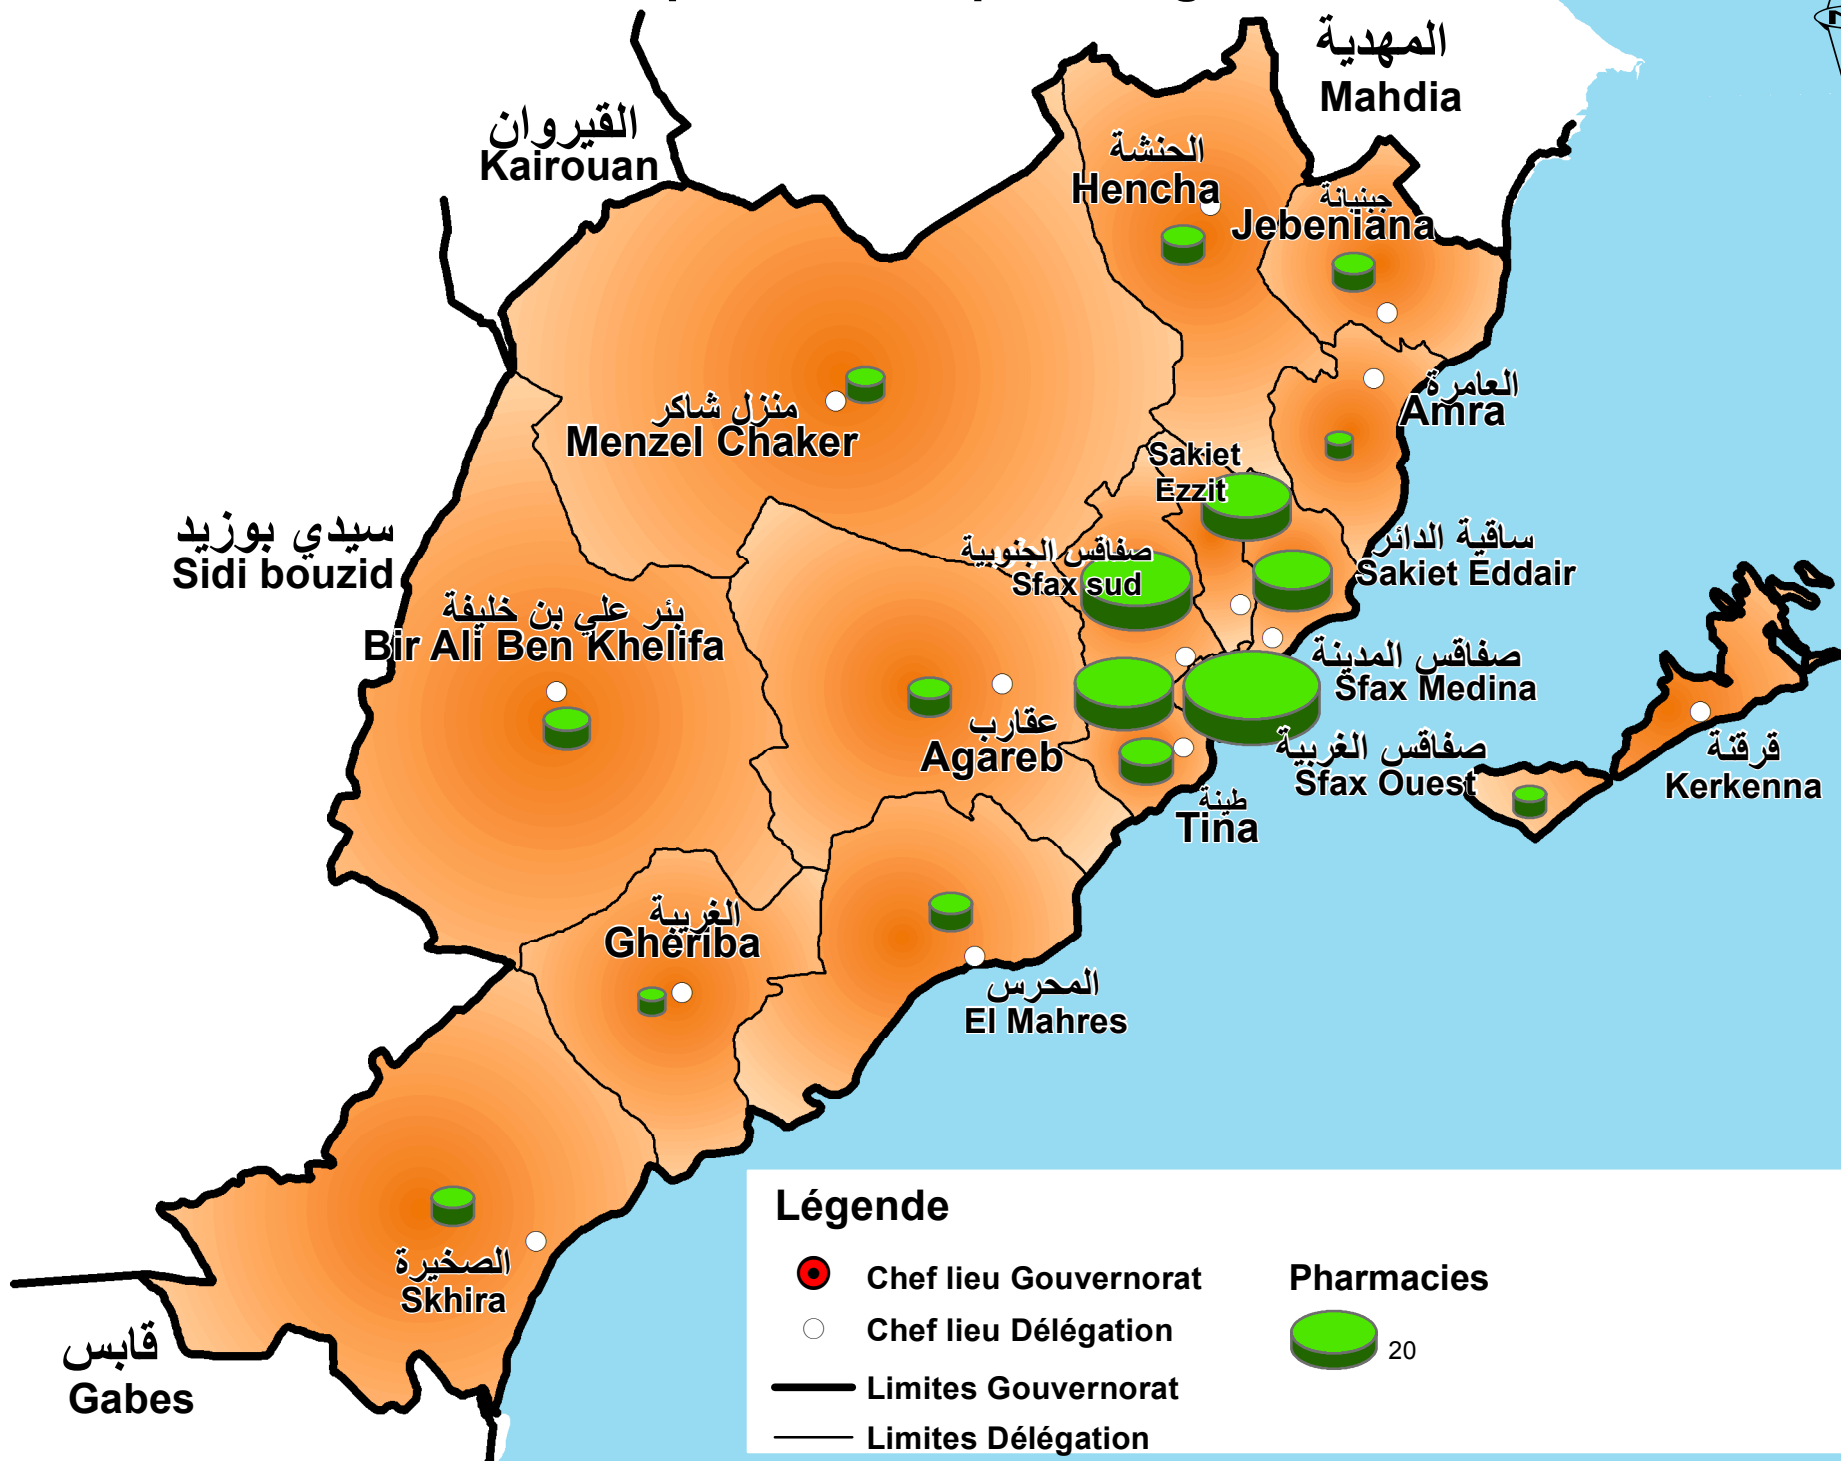 المهدية
Mahdia
القيروان
Kairouan
الحنشة
Hencha
جبنيانة
Jebeniana
منزل شاكر
Menzel Chaker
العامرة
Amra
Sakiet
Ezzit
سيدي بوزيد
Sidi bouzid
صفاقس الجنوبية
Sfax sud
ساقية الدائر
Sakiet Eddair
بئر علي بن خليفة
Bir Ali Ben Khelifa
صفاقس المدينة
Sfax Medina
عقارب
Agareb
صفاقس الغربية
Sfax Ouest
قرقنة
Kerkenna
طينة
Tina
الغريبة
Gheriba
المحرس
El Mahres
الصخيرة
Skhira
قابس
Gabes
Légende
Chef lieu Gouvernorat
Chef lieu Délégation
Limites Gouvernorat
Limites Délégation
Pharmacies
20